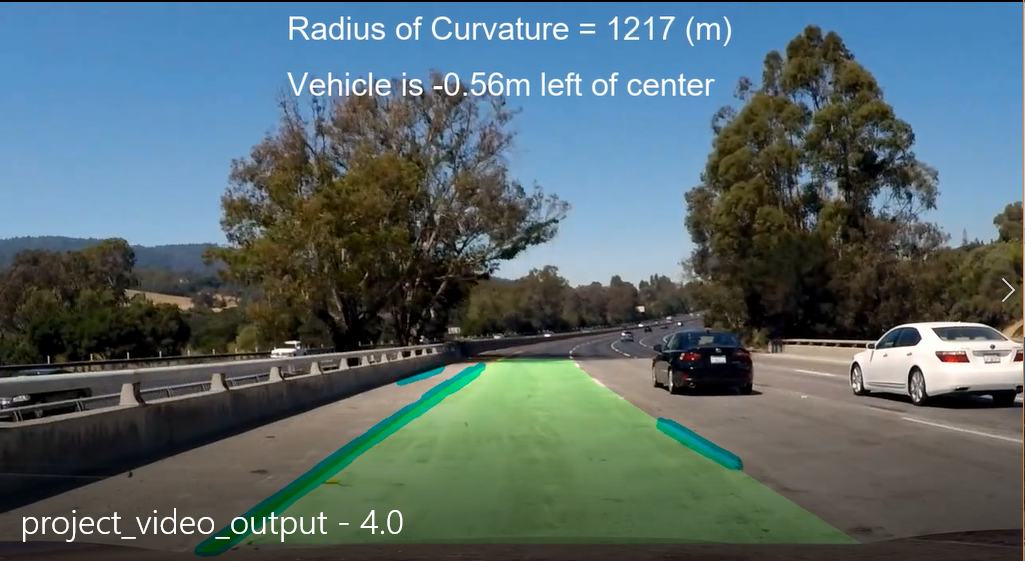 Radius of Curvature = 1217 (m)
Vehicle is -0.56m left of center
project_video_output - 4.0